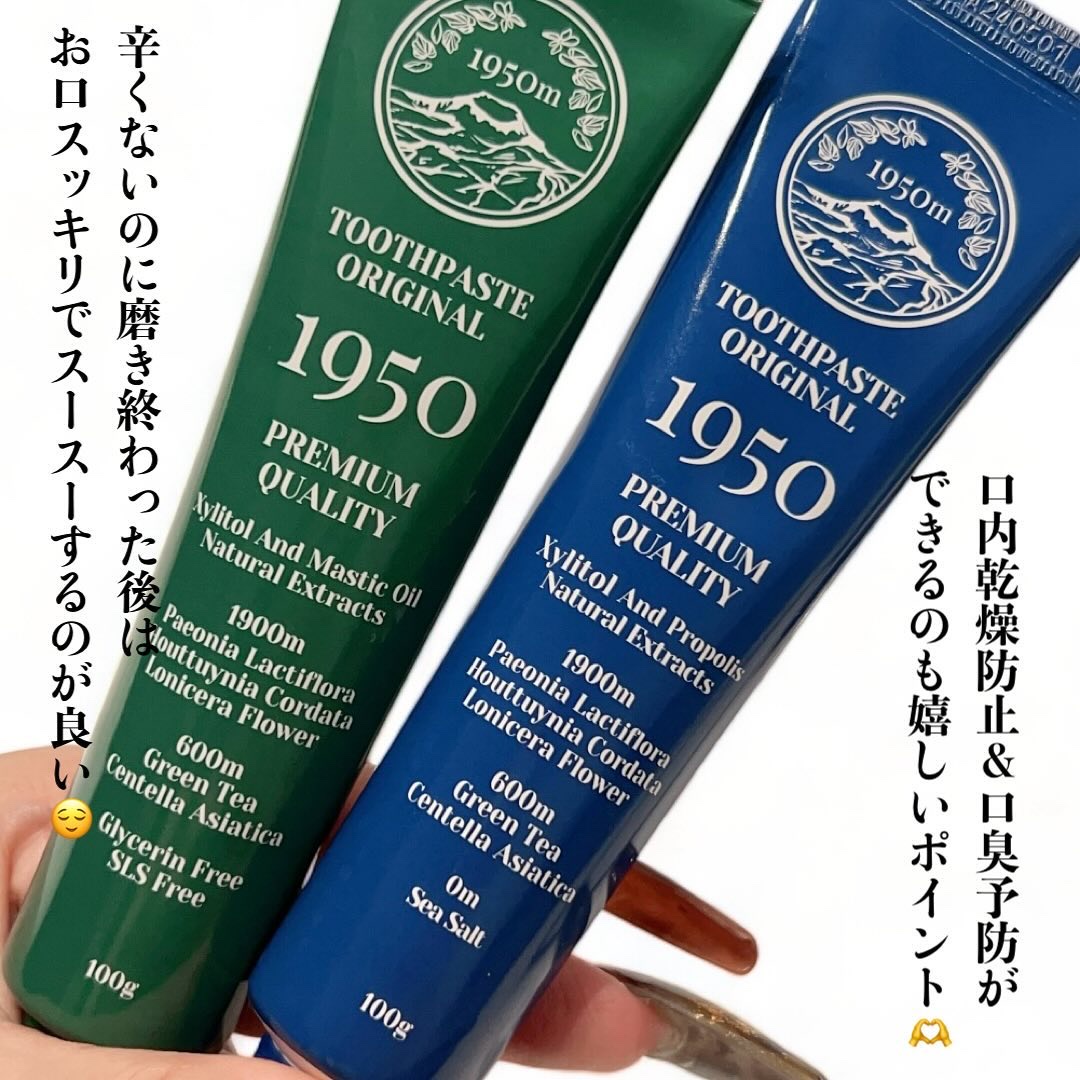 辛くないのに磨き終わった後は
お口スッキリでスースーするのが良い😌
1950m
TOOTHPASTE
ORIGINAL
1950
PREMIUM
QUALITY
Xylitol And Mastic Oil
Natural Extracts
1900m
Paeonia Lactiflora
Houttuynia Cordata
Lonicera Flower
600m
Green Tea
Centella Asiatica
Glycerin Free
SLS Free
100g
240501
1950m
TOOTHPASTE
ORIGINAL
1950
PREMIUM
QUALITY
Xylitol And Propolis
Natural Extracts
1900m
Paeonia Lactiflora
Houttuynia Cordata
Lonicera Flower
600m
Green Tea
Centella Asiatica
0m
Sea Salt
100g
口内乾燥防止&口臭予防が
できるのも嬉しいポイント🫶